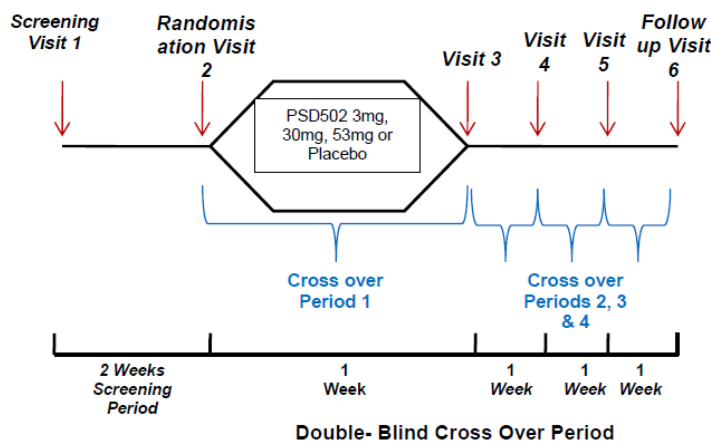 Screening
Visit 1
Randomis
ation Visit
2
Visit 3
Visit
4
Visit
5
Follow
up Visit
6
PSD502 3mg,
30mg, 53mg or
Placebo
Cross over
Period 1
Cross over
Periods 2, 3
& 4
2 Weeks
Screening
Period
1
Week
1
Week
1
Week
1
Week
Double- Blind Cross Over Period